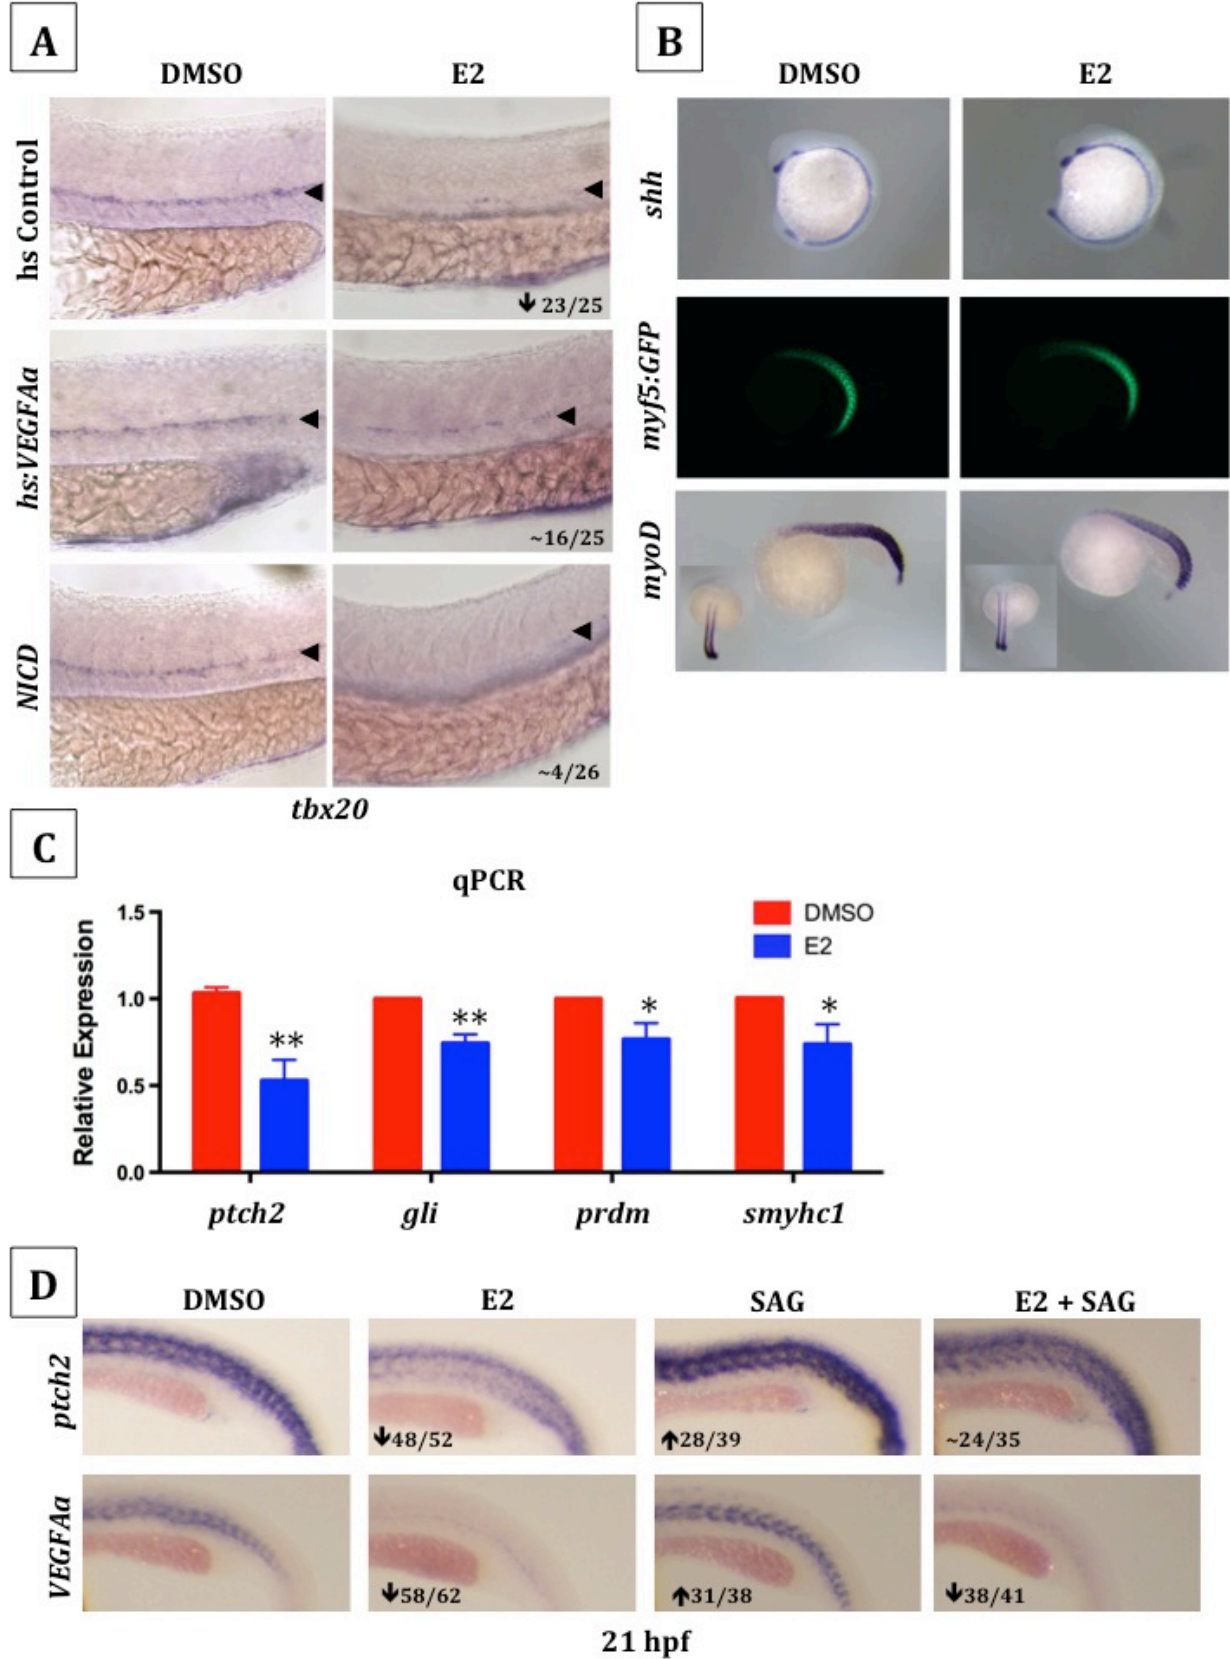 A
DMSO
E2
hs Control
↓ 23/25
hs:VEGFAa
~16/25
NICD
~4/26
tbx20
B
DMSO
E2
shh
myf5:GFP
myoD
C
qPCR
Relative Expression
1.5
1.0
0.5
0.0
DMSO
E2
**
**
*
*
ptch2
gli
prdm
smyhc1
D
DMSO
E2
SAG
E2 + SAG
ptch2
↓48/52
↑28/39
~24/35
VEGFAa
↓58/62
↑31/38
↓38/41
21 hpf